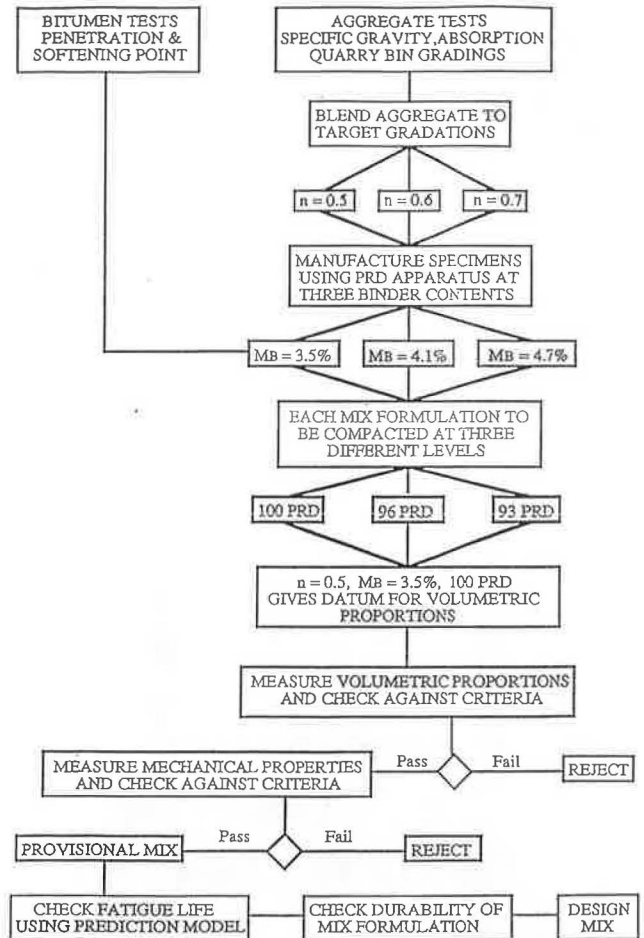 BITUMEN TESTS
PENETRATION &
SOFTENING POINT
AGGREGATE TESTS
SPECIFIC GRAVITY,ABSORPTION
QUARRY BIN GRADINGS
BLEND AGGREGATE TO
TARGET GRADATIONS
n = 0.5
n = 0.6
n = 0.7
MANUFACTURE SPECIMENS
USING PRD APPARATUS AT
THREE BINDER CONTENTS
MB = 3.5%
MB = 4.1%
MB = 4.7%
EACH MIX FORMULATION TO
BE COMPACTED AT THREE
DIFFERENT LEVELS
100 PRD
96 PRD
93 PRD
n = 0.5, MB = 3.5%, 100 PRD
GIVES DATUM FOR VOLUMETRIC
PROPORTIONS
MEASURE VOLUMETRIC PROPORTIONS
AND CHECK AGAINST CRITERIA
Pass
Fail
REJECT
MEASURE MECHANICAL PROPERTIES
AND CHECK AGAINST CRITERIA
Pass
Fail
PROVISIONAL MIX
REJECT
CHECK FATIGUE LIFE
USING PREDICTION MODEL
CHECK DURABILITY OF
MIX FORMULATION
DESIGN
MIX